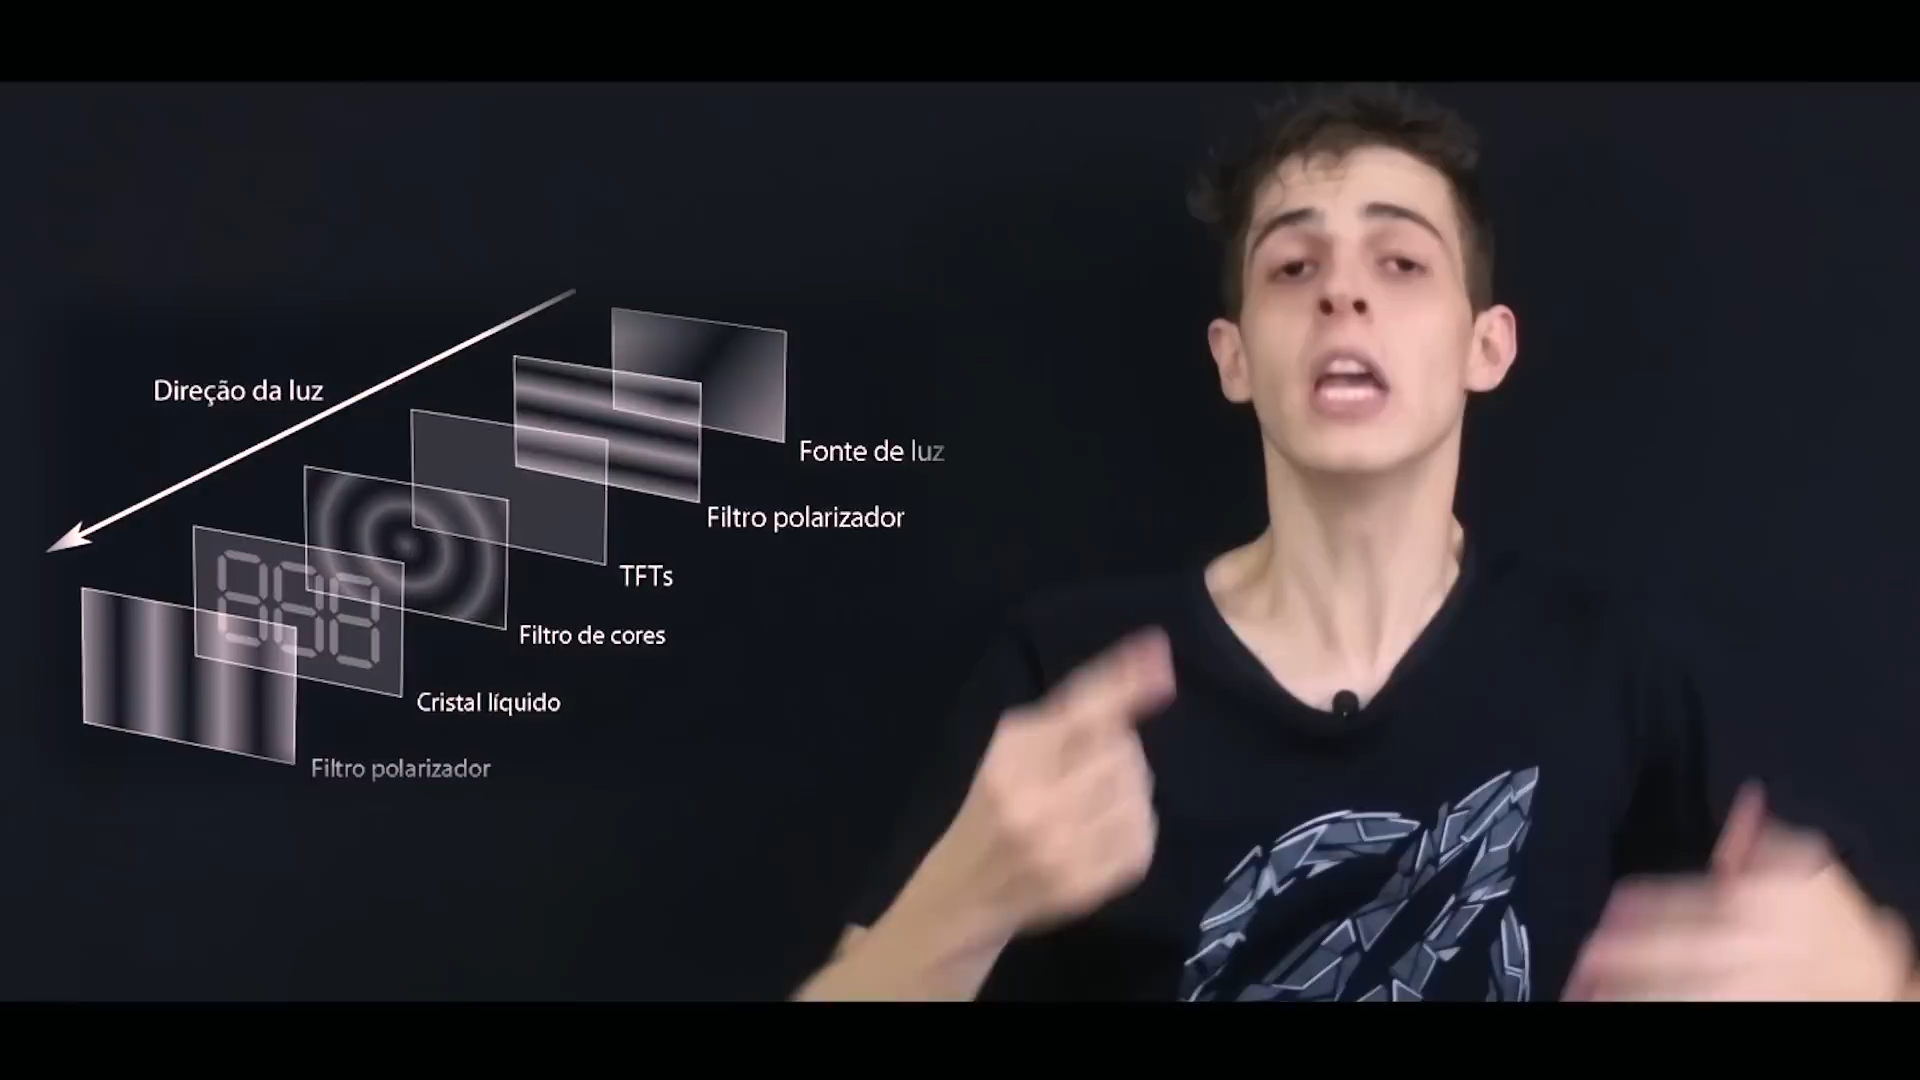 Direção da luz
Fonte de luz
Filtro polarizador
TFTs
Filtro de cores
Cristal líquido
Filtro polarizador